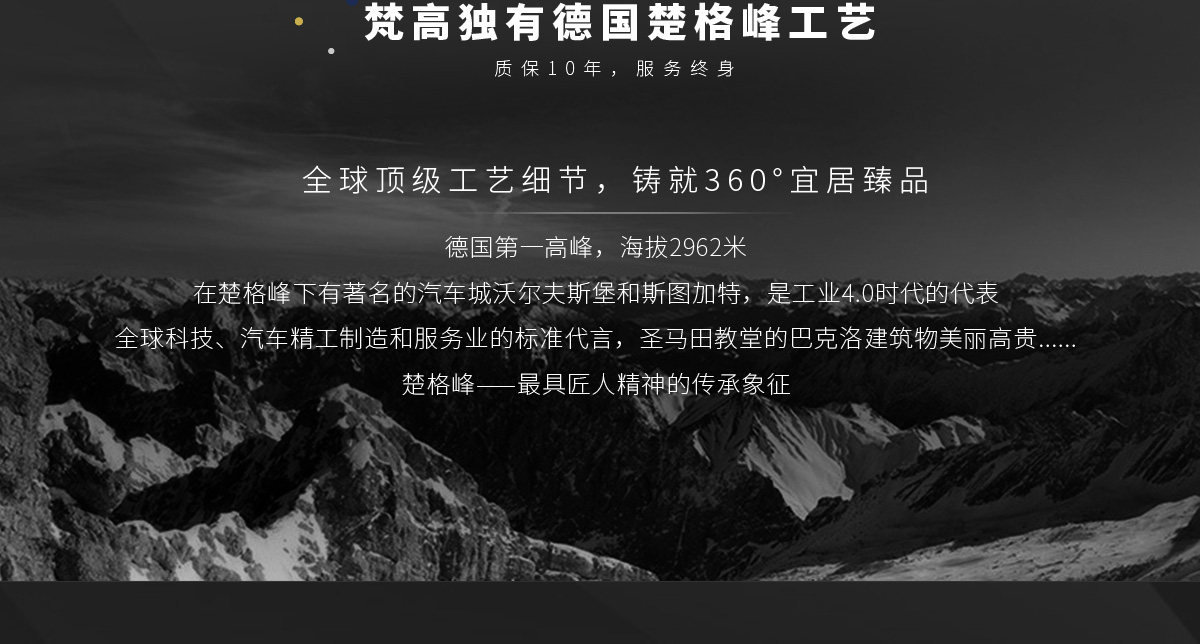 梵高独有德国楚格峰工艺
质保10年，服务终身
全球顶级工艺细节，铸就360°宜居臻品
德国第一高峰，海拔2962米
在楚格峰下有著名的汽车城沃尔夫斯堡和斯图加特，是工业4.0时代的代表
全球科技、汽车精工制造和服务业的标准代言，圣马田教堂的巴克洛建筑物美丽高贵......
楚格峰——最具匠人精神的传承象征